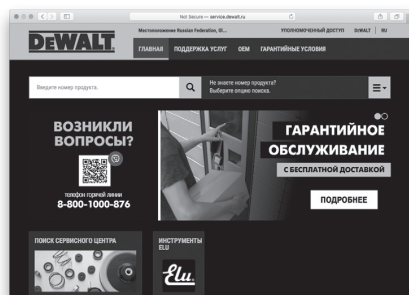 Not Secure — service.dewalt.ru
Местоположение Russian Federation, Gl...
УПОЛНОМОЧЕННЫЙ ДОСТУП DeWALT RU
DEWALT.
ГЛАВНАЯ ПОДДЕРЖКА УСЛУГ OEM ГАРАНТИЙНЫЕ УСЛОВИЯ
Введите номер продукта.
Не знаете номер продукта?
Выберите опцию поиска.
ВОЗНИКЛИ
ВОПРОСЫ?
телефон горячей линии
8-800-1000-876
ГАРАНТИЙНОЕ
ОБСЛУЖИВАНИЕ
С БЕСПЛАТНОЙ ДОСТАВКОЙ
ПОДРОБНЕЕ
ПОИСК СЕРВИСНОГО ЦЕНТРА
ИНСТРУМЕНТЫ
ELU
Elu